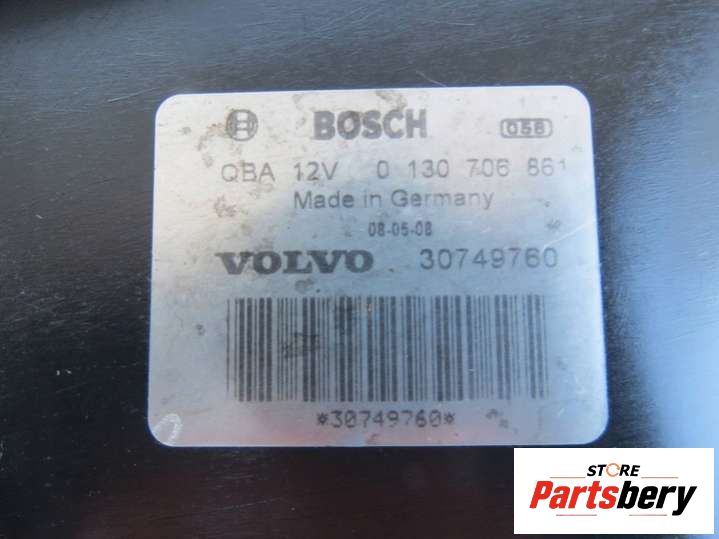 BOSCH 058
QBA 12V 0 130 706 861
Made in Germany
08-05-08
VOLVO 30749760
*30749760*
STORE
Partsbery